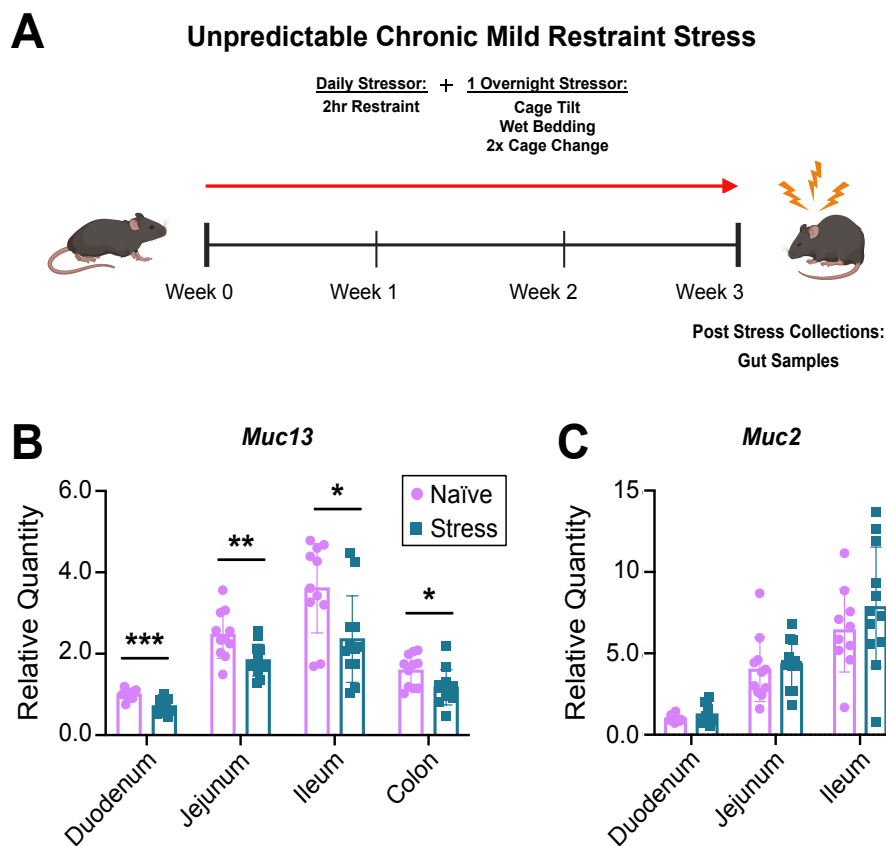 A
Unpredictable Chronic Mild Restraint Stress
Daily Stressor: + 1 Overnight Stressor:
2hr Restraint
Cage Tilt
Wet Bedding
2x Cage Change
Week 0
Week 1
Week 2
Week 3
Post Stress Collections:
Gut Samples
B
Muc13
Relative Quantity
6.0
4.0
2.0
0.0
***
**
*
*
Naïve
Stress
Duodenum
Jejunum
Ileum
Colon
C
Muc2
Relative Quantity
15
10
5.0
0.0
Duodenum
Jejunum
Ileum